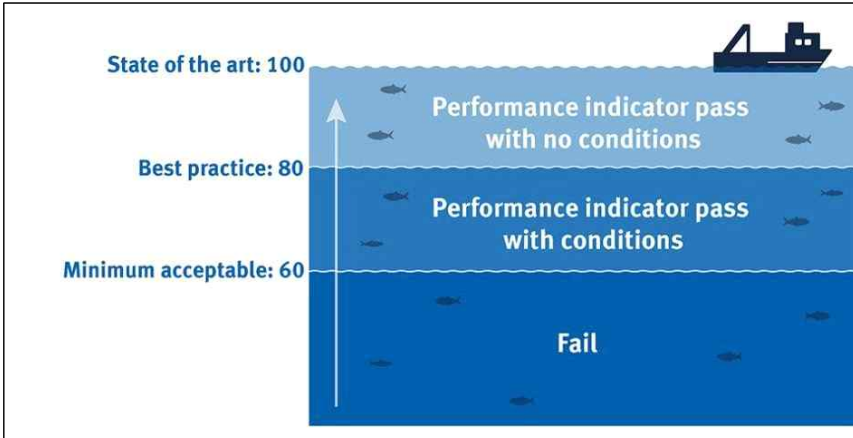 State of the art: 100
Performance indicator pass
with no conditions
Best practice: 80
Performance indicator pass
with conditions
Minimum acceptable: 60
Fail